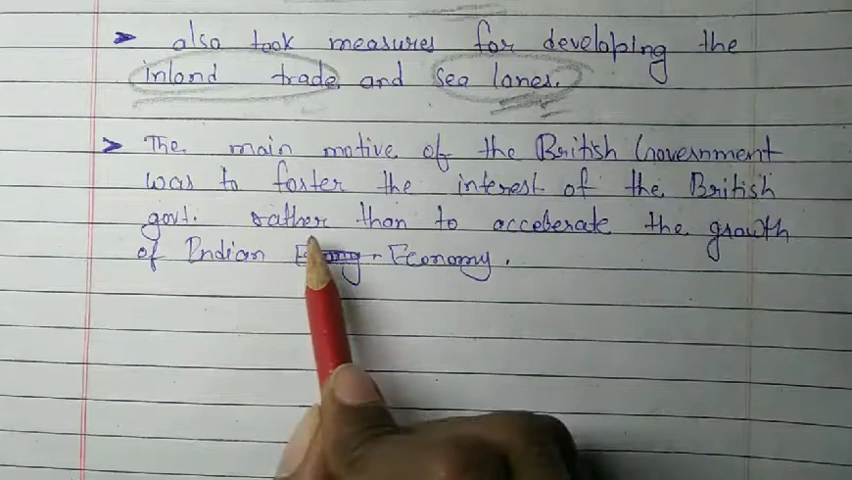 ➤ also took measures for developing the
inland trade and sea lanes.
➤ The main motive of the British Government
was to foster the interest of the British
govt. rather than to acceberate the growth
of Indian Economy.